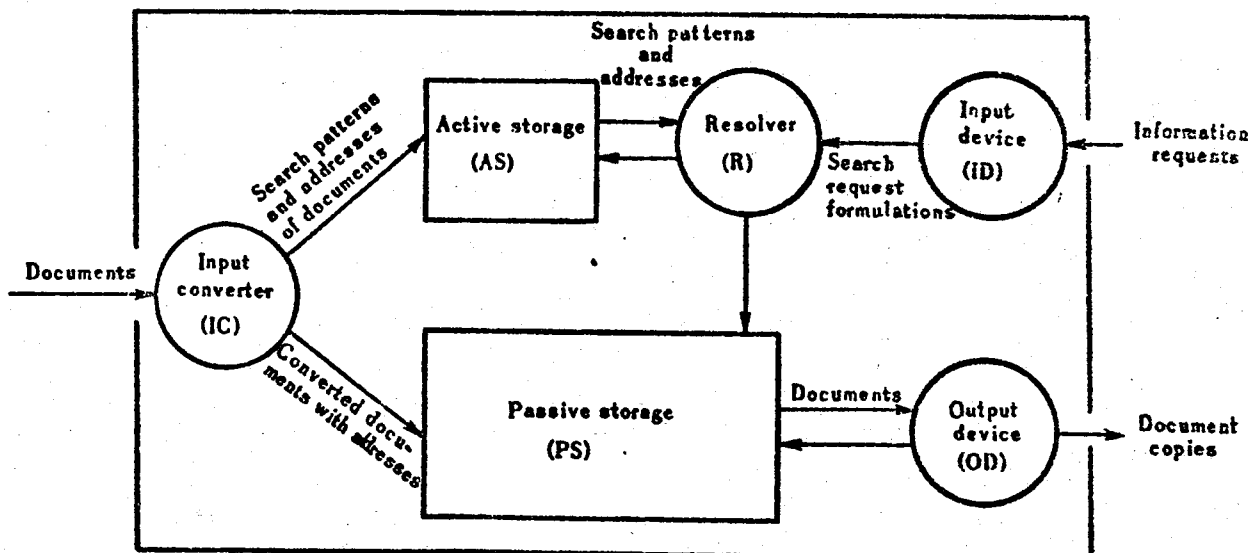 Search patterns
and
addresses
Active storage
(AS)
Resolver
(R)
Input
device
(ID)
Information
requests
Search
request
formulations
Search patterns
and addresses
of documents
Documents
Input
converter
(IC)
Converted docu-
ments with addresses
Passive storage
(PS)
Documents
Output
device
(OD)
Document
copies